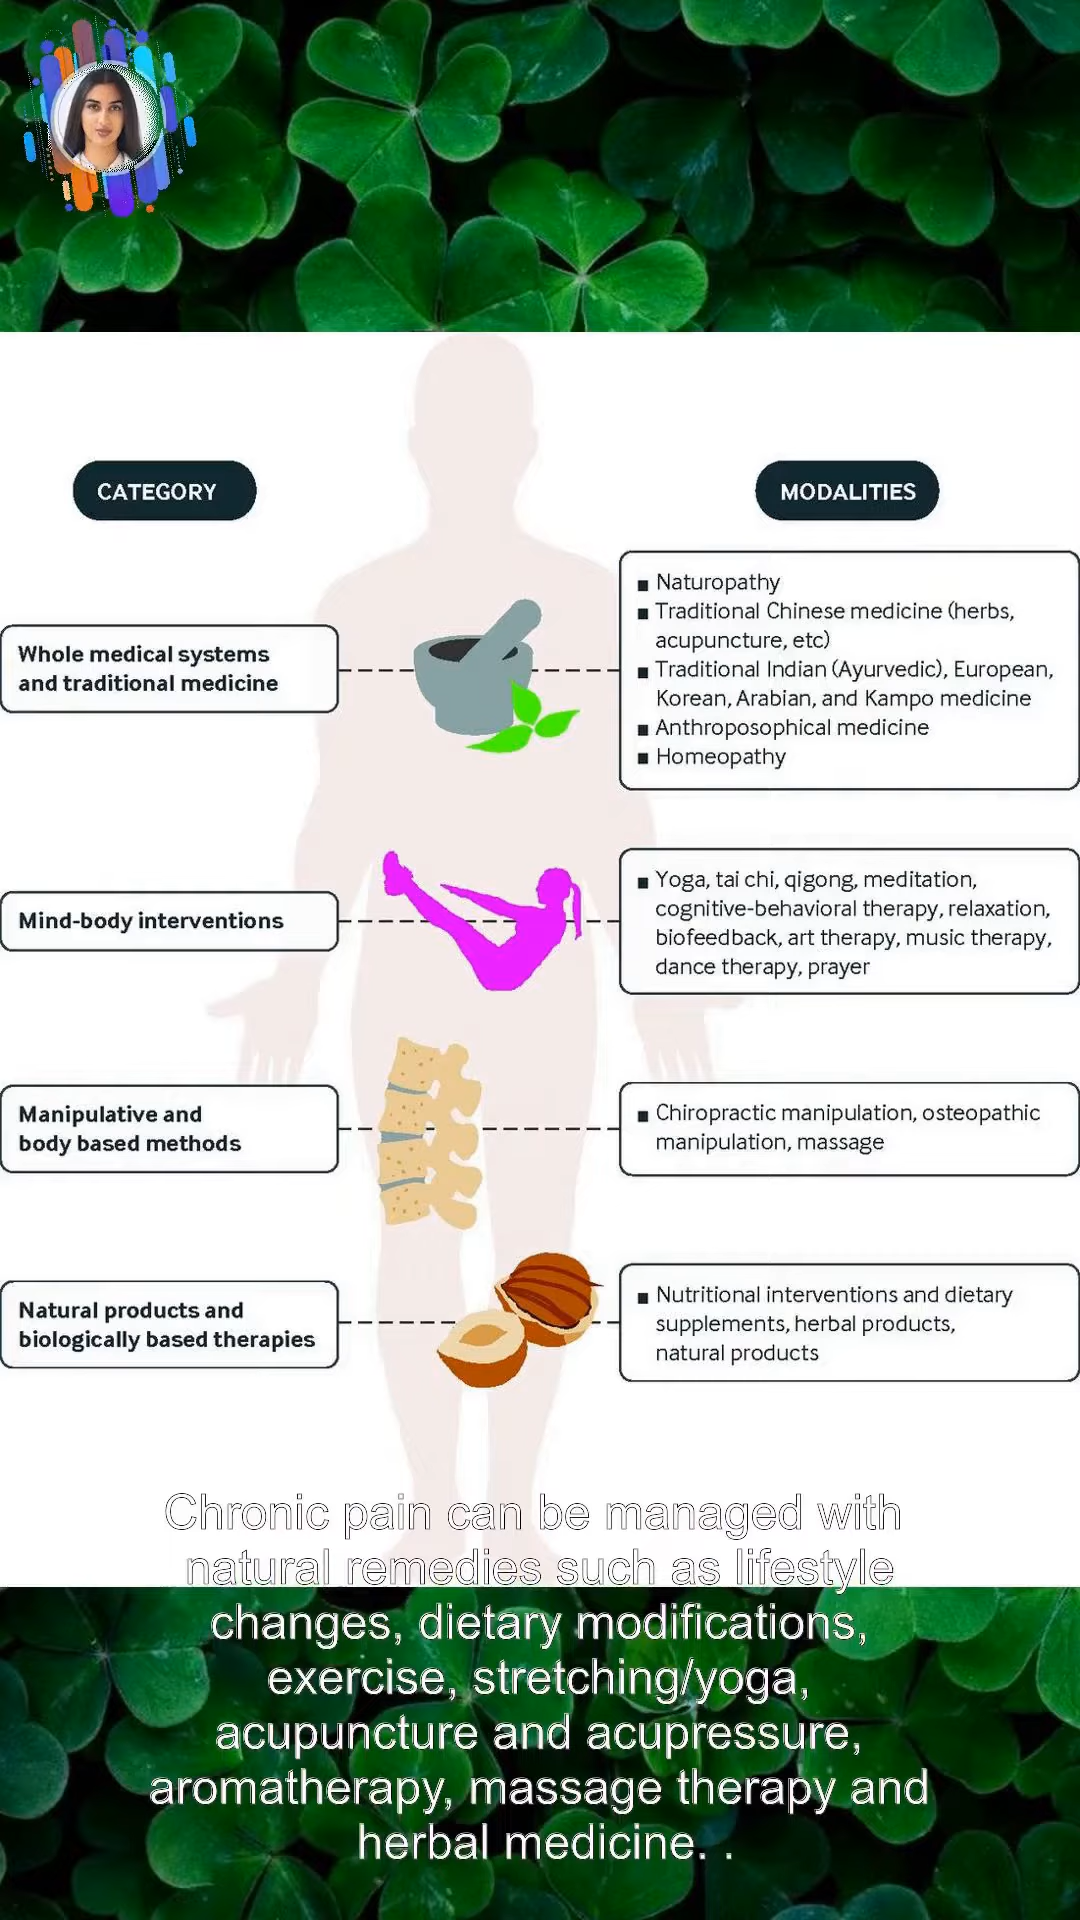 CATEGORY
MODALITIES
Whole medical systems
and traditional medicine
■ Naturopathy
■ Traditional Chinese medicine (herbs,
acupuncture, etc)
■ Traditional Indian (Ayurvedic), European,
Korean, Arabian, and Kampo medicine
■ Anthroposophical medicine
■ Homeopathy
Mind-body interventions
■ Yoga, tai chi, qigong, meditation,
cognitive-behavioral therapy, relaxation,
biofeedback, art therapy, music therapy,
dance therapy, prayer
Manipulative and
body based methods
■ Chiropractic manipulation, osteopathic
manipulation, massage
Natural products and
biologically based therapies
■ Nutritional interventions and dietary
supplements, herbal products,
natural products
Chronic pain can be managed with
natural remedies such as lifestyle
changes, dietary modifications,
exercise, stretching/yoga,
acupuncture and acupressure,
aromatherapy, massage therapy and
herbal medicine. .